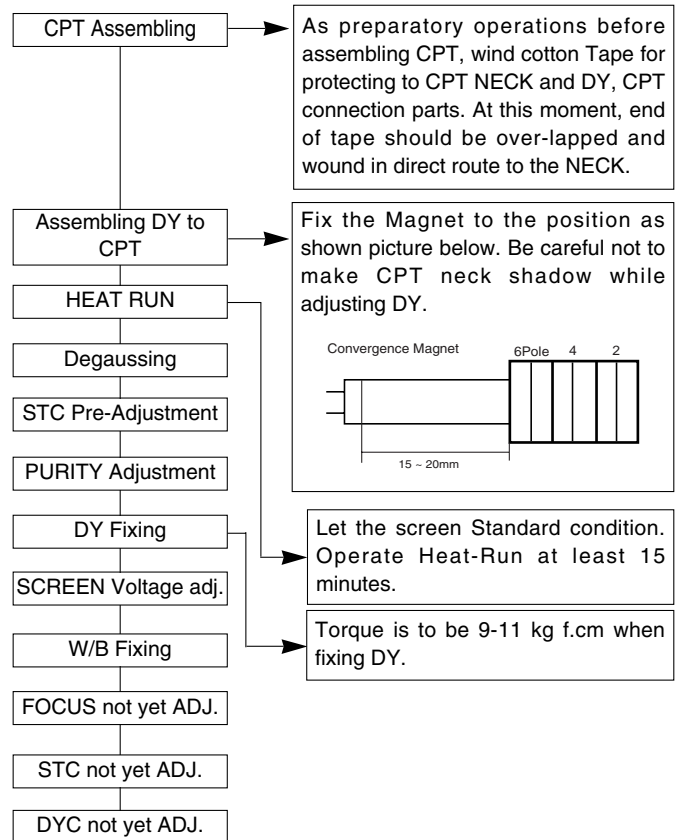 CPT Assembling
As preparatory operations before
assembling CPT, wind cotton Tape for
protecting to CPT NECK and DY, CPT
connection parts. At this moment, end
of tape should be over-lapped and
wound in direct route to the NECK.
Assembling DY to
CPT
Fix the Magnet to the position as
shown picture below. Be careful not to
make CPT neck shadow while
adjusting DY.
HEAT RUN
Convergence Magnet
6Pole 4 2
15 ~ 20mm
Degaussing
STC Pre-Adjustment
PURITY Adjustment
DY Fixing
Let the screen Standard condition.
Operate Heat-Run at least 15
minutes.
SCREEN Voltage adj.
Torque is to be 9-11 kg f.cm when
fixing DY.
W/B Fixing
FOCUS not yet ADJ.
STC not yet ADJ.
DYC not yet ADJ.